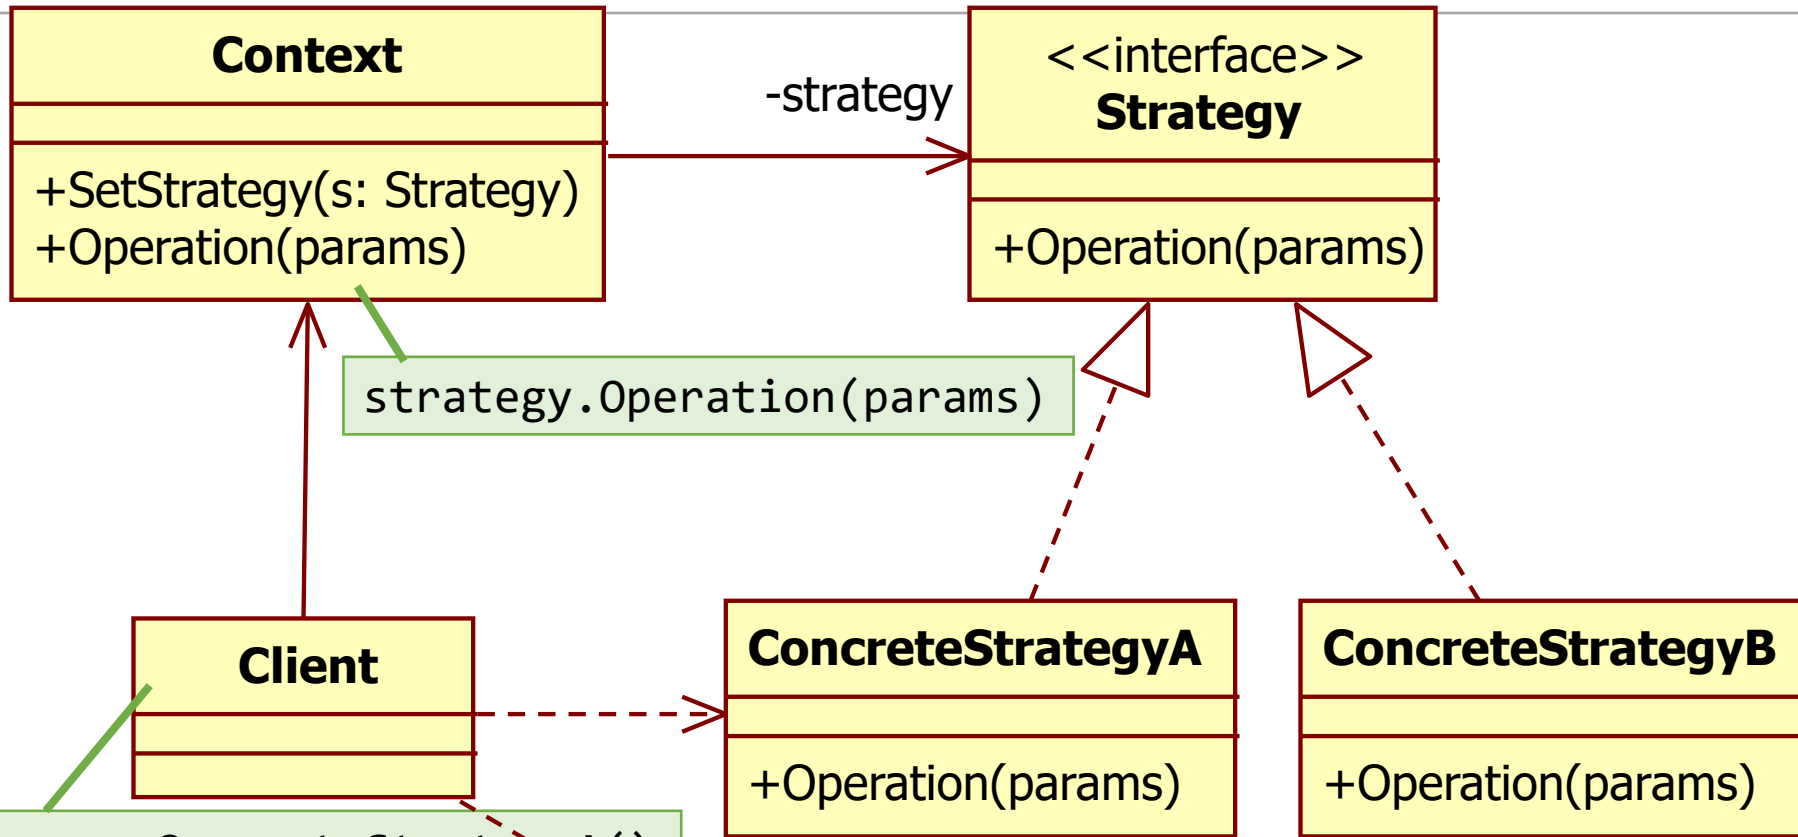 Context
+SetStrategy(s: Strategy)
+Operation(params)
-strategy
<<interface>>
Strategy
+Operation(params)
strategy.Operation(params)
Client
ConcreteStrategyA
+Operation(params)
ConcreteStrategyB
+Operation(params)